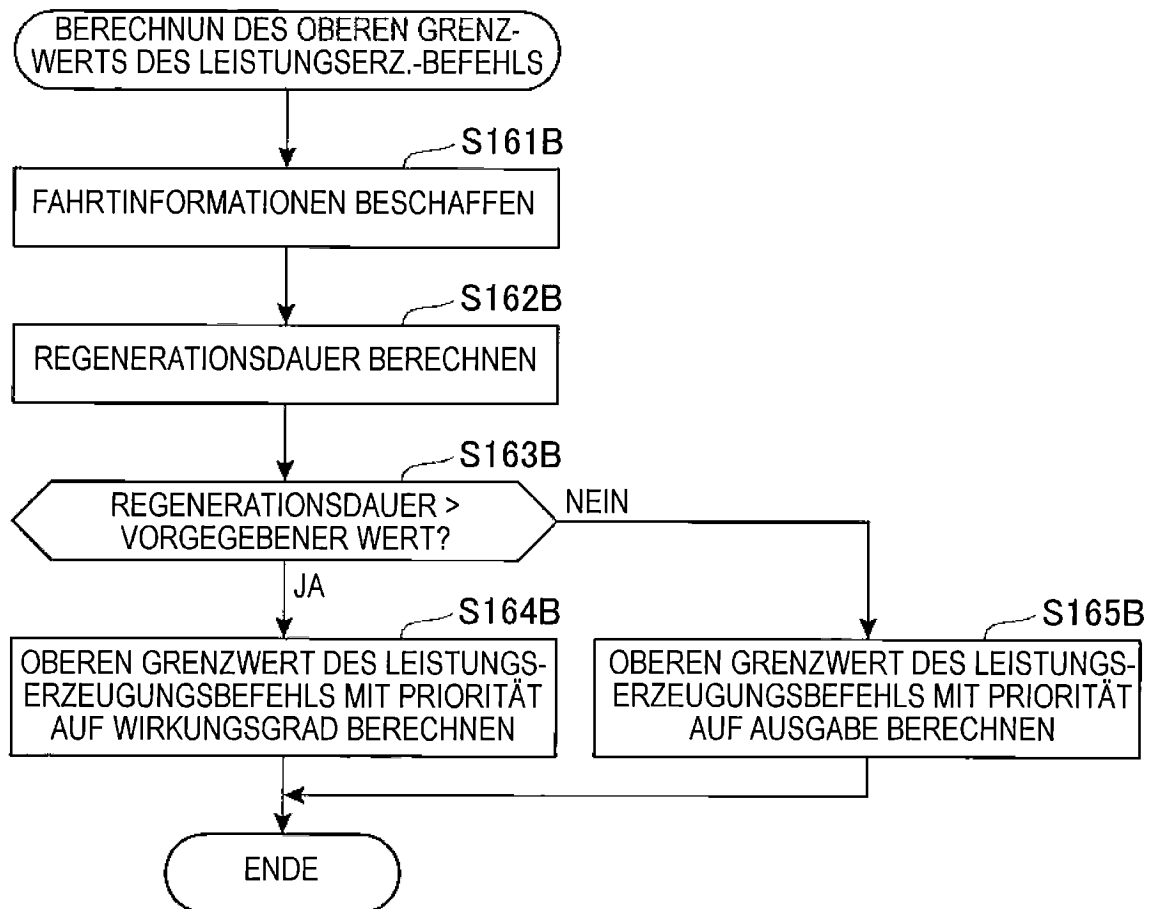 BERECHNUN DES OBEREN GRENZ-
WERTS DES LEISTUNGSERZ.-BEFEHLS
S161B
FAHRTINFORMATIONEN BESCHAFFEN
S162B
REGENERATIONSDAUER BERECHNEN
S163B
REGENERATIONSDAUER >
VORGEGEBENER WERT?
NEIN
JA
S164B
OBEREN GRENZWERT DES LEISTUNGS-
ERZEUGUNGSBEFEHLS MIT PRIORITÄT
AUF WIRKUNGSGRAD BERECHNEN
S165B
OBEREN GRENZWERT DES LEISTUNGS-
ERZEUGUNGSBEFEHLS MIT PRIORITÄT
AUF AUSGABE BERECHNEN
ENDE